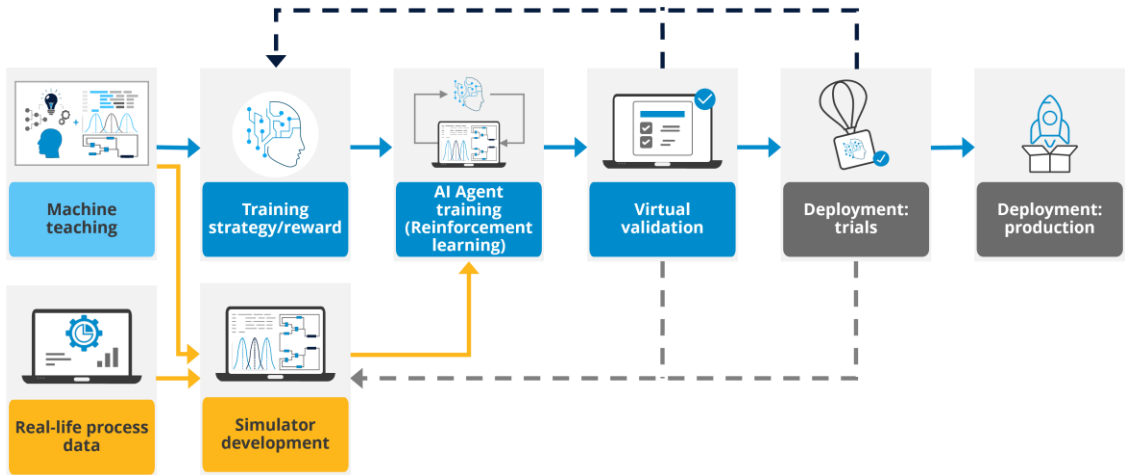 Machine
teaching
Training
strategy/reward
AI Agent
training
(Reinforcement
learning)
Virtual
validation
Deployment:
trials
Deployment:
production
Real-life process
data
Simulator
development